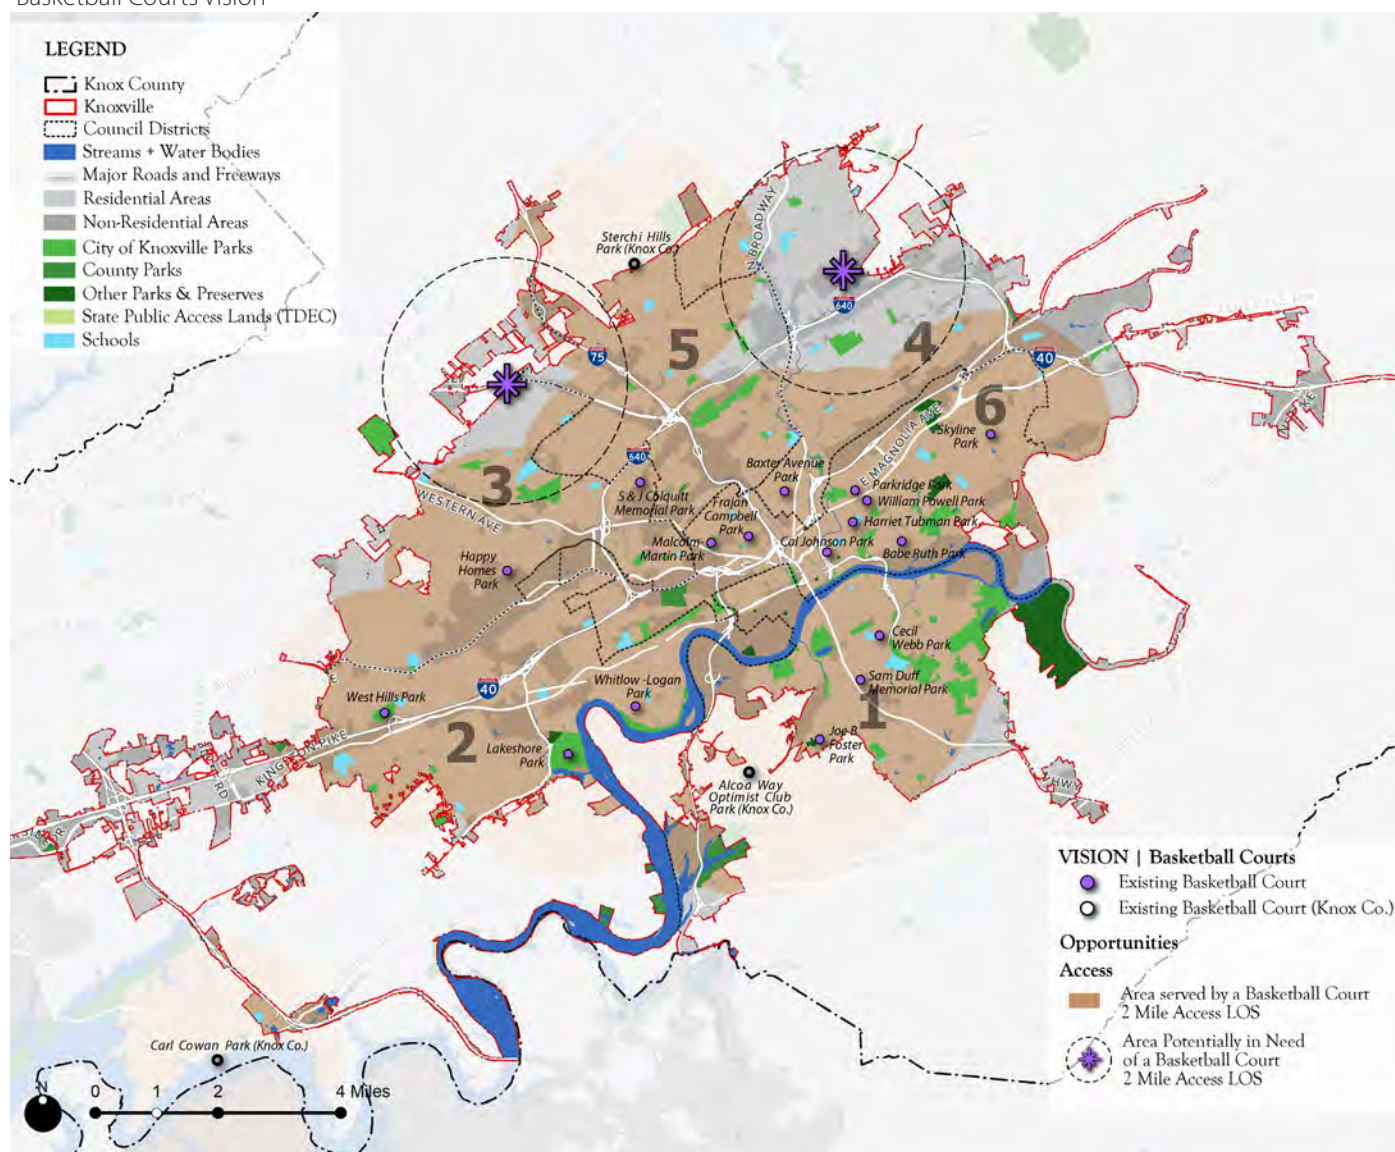 Basketball Courts Vision
LEGEND
Knox County
Knoxville
Council Districts
Streams + Water Bodies
Major Roads and Freeways
Residential Areas
Non-Residential Areas
City of Knoxville Parks
County Parks
Other Parks & Preserves
State Public Access Lands (TDEC)
Schools
Sterchi Hills
Park (Knox Co.)
N BROADWAY
640
75
5
4
40
6
Skyline
Park
E MAGNOLIA AVE
3
640
WESTERN AVE
S & J Colquitt
Memorial Park
Baxter Avenue
Park
Frajan
Campbell
Park
Parkridge Park
William Powell Park
Harriet Tubman Park
Malcolm
Martin Park
Cal Johnson Park
Babe Ruth Park
Happy
Homes
Park
Cecil
Webb Park
Sam Duff
Memorial Park
1
West Hills Park
40
Whitlow-Logan
Park
2
Lakeshore
Park
Joe B
Foster
Park
KINGSTON PIKE
Alcoa Way
Optimist Club
Park (Knox Co.)
HWY
Carl Cowan Park (Knox Co.)
N
0 1 2 4 Miles
VISION | Basketball Courts
Existing Basketball Court
Existing Basketball Court (Knox Co.)
Opportunities
Access
Area served by a Basketball Court
2 Mile Access LOS
Area Potentially in Need
of a Basketball Court
2 Mile Access LOS